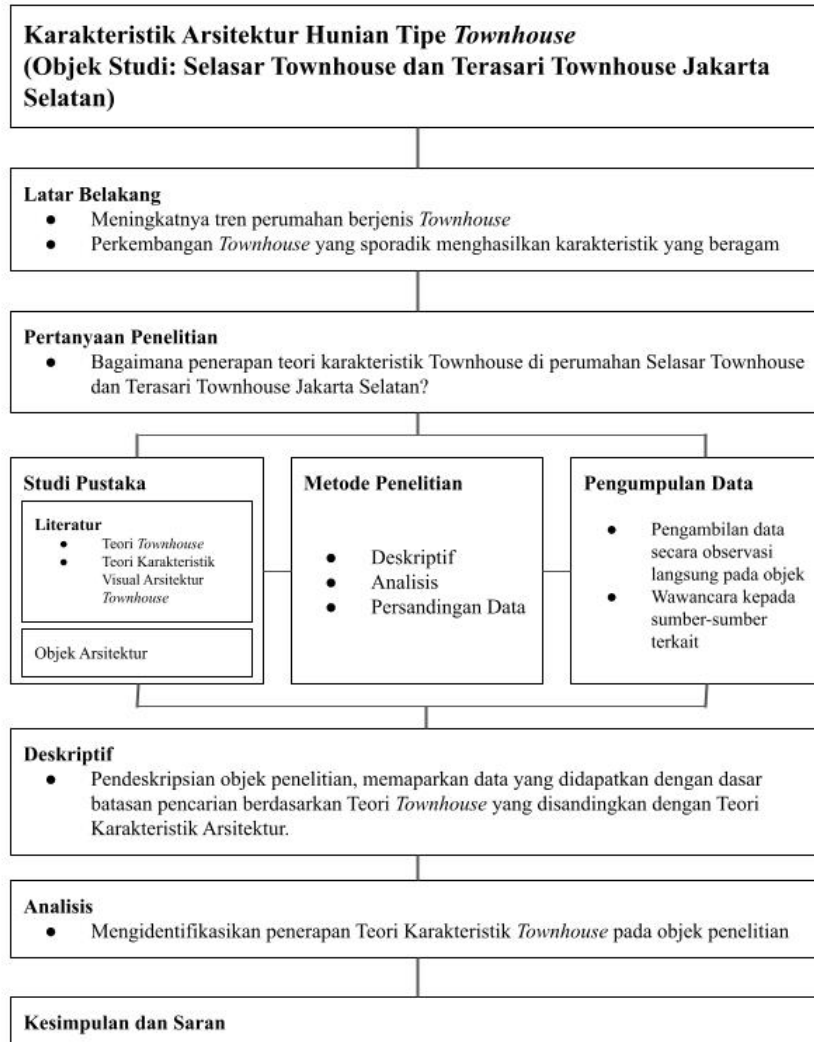 Karakteristik Arsitektur Hunian Tipe Townhouse
(Objek Studi: Selasar Townhouse dan Terasari Townhouse Jakarta
Selatan)
Latar Belakang
● Meningkatnya tren perumahan berjenis Townhouse
● Perkembangan Townhouse yang sporadik menghasilkan karakteristik yang beragam
Pertanyaan Penelitian
● Bagaimana penerapan teori karakteristik Townhouse di perumahan Selasar Townhouse
dan Terasari Townhouse Jakarta Selatan?
Studi Pustaka
Literatur
● Teori Townhouse
● Teori Karakteristik
Visual Arsitektur
Townhouse
Objek Arsitektur
Metode Penelitian
● Deskriptif
● Analisis
● Persandingan Data
Pengumpulan Data
● Pengambilan data
secara observasi
langsung pada objek
● Wawancara kepada
sumber-sumber
terkait
Deskriptif
● Pendeskripsian objek penelitian, memaparkan data yang didapatkan dengan dasar
batasan pencarian berdasarkan Teori Townhouse yang disandingkan dengan Teori
Karakteristik Arsitektur.
Analisis
● Mengidentifikasikan penerapan Teori Karakteristik Townhouse pada objek penelitian
Kesimpulan dan Saran